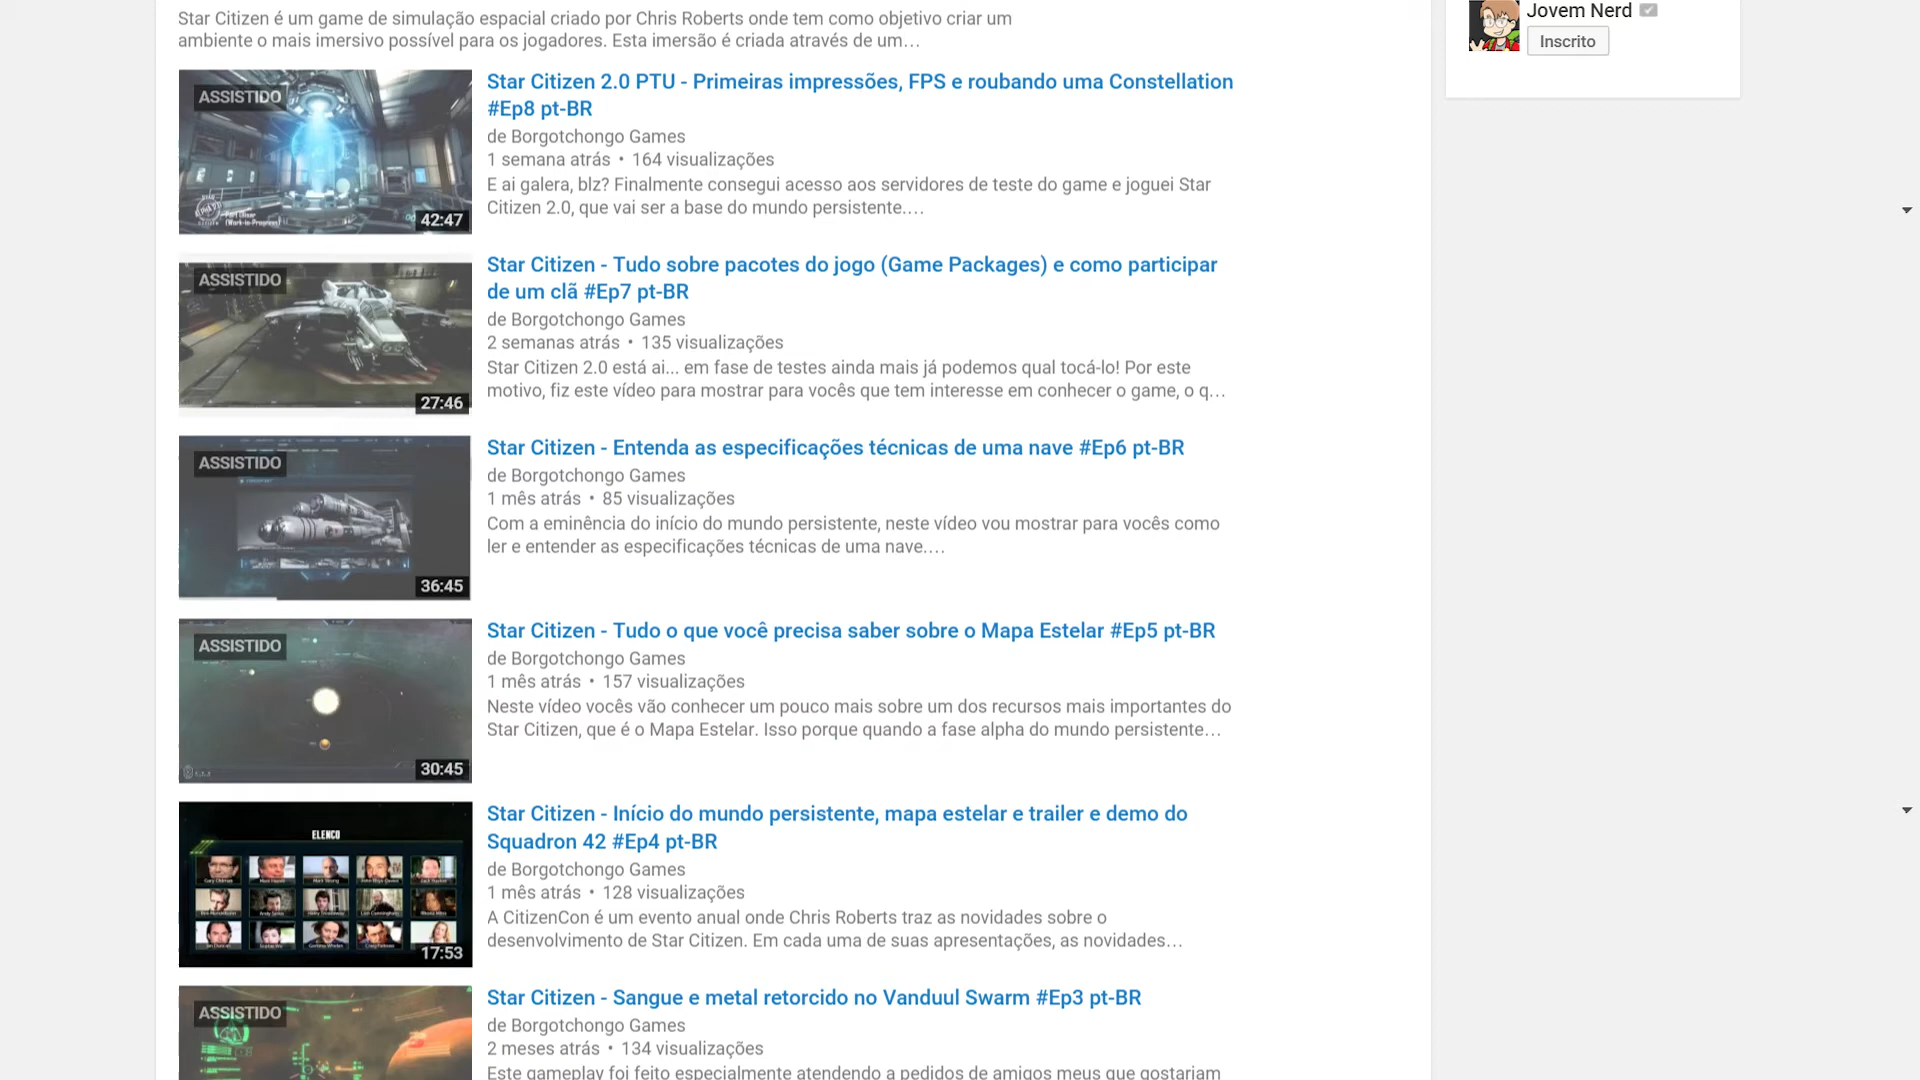 Star Citizen é um game de simulação espacial criado por Chris Roberts onde tem como objetivo criar um
ambiente o mais imersivo possível para os jogadores. Esta imersão é criada através de um…
Jovem Nerd
Inscrito
ASSISTIDO
42:47
Star Citizen 2.0 PTU - Primeiras impressões, FPS e roubando uma Constellation
#Ep8 pt-BR
de Borgotchongo Games
1 semana atrás • 164 visualizações
E ai galera, blz? Finalmente consegui acesso aos servidores de teste do game e joguei Star
Citizen 2.0, que vai ser a base do mundo persistente.…
ASSISTIDO
27:46
Star Citizen - Tudo sobre pacotes do jogo (Game Packages) e como participar
de um clã #Ep7 pt-BR
de Borgotchongo Games
2 semanas atrás • 135 visualizações
Star Citizen 2.0 está ai... em fase de testes ainda mais já podemos qual tocá-lo! Por este
motivo, fiz este vídeo para mostrar para vocês que tem interesse em conhecer o game, o q…
ASSISTIDO
36:45
Star Citizen - Entenda as especificações técnicas de uma nave #Ep6 pt-BR
de Borgotchongo Games
1 mês atrás • 85 visualizações
Com a eminência do início do mundo persistente, neste vídeo vou mostrar para vocês como
ler e entender as especificações técnicas de uma nave.…
ASSISTIDO
30:45
Star Citizen - Tudo o que você precisa saber sobre o Mapa Estelar #Ep5 pt-BR
de Borgotchongo Games
1 mês atrás • 157 visualizações
Neste vídeo vocês vão conhecer um pouco mais sobre um dos recursos mais importantes do
Star Citizen, que é o Mapa Estelar. Isso porque quando a fase alpha do mundo persistente…
ELENCO
17:53
Star Citizen - Início do mundo persistente, mapa estelar e trailer e demo do
Squadron 42 #Ep4 pt-BR
de Borgotchongo Games
1 mês atrás • 128 visualizações
A CitizenCon é um evento anual onde Chris Roberts traz as novidades sobre o
desenvolvimento de Star Citizen. Em cada uma de suas apresentações, as novidades…
ASSISTIDO
Star Citizen - Sangue e metal retorcido no Vanduul Swarm #Ep3 pt-BR
de Borgotchongo Games
2 meses atrás • 134 visualizações
Este gameplay foi feito especialmente atendendo a pedidos de amigos meus que gostariam